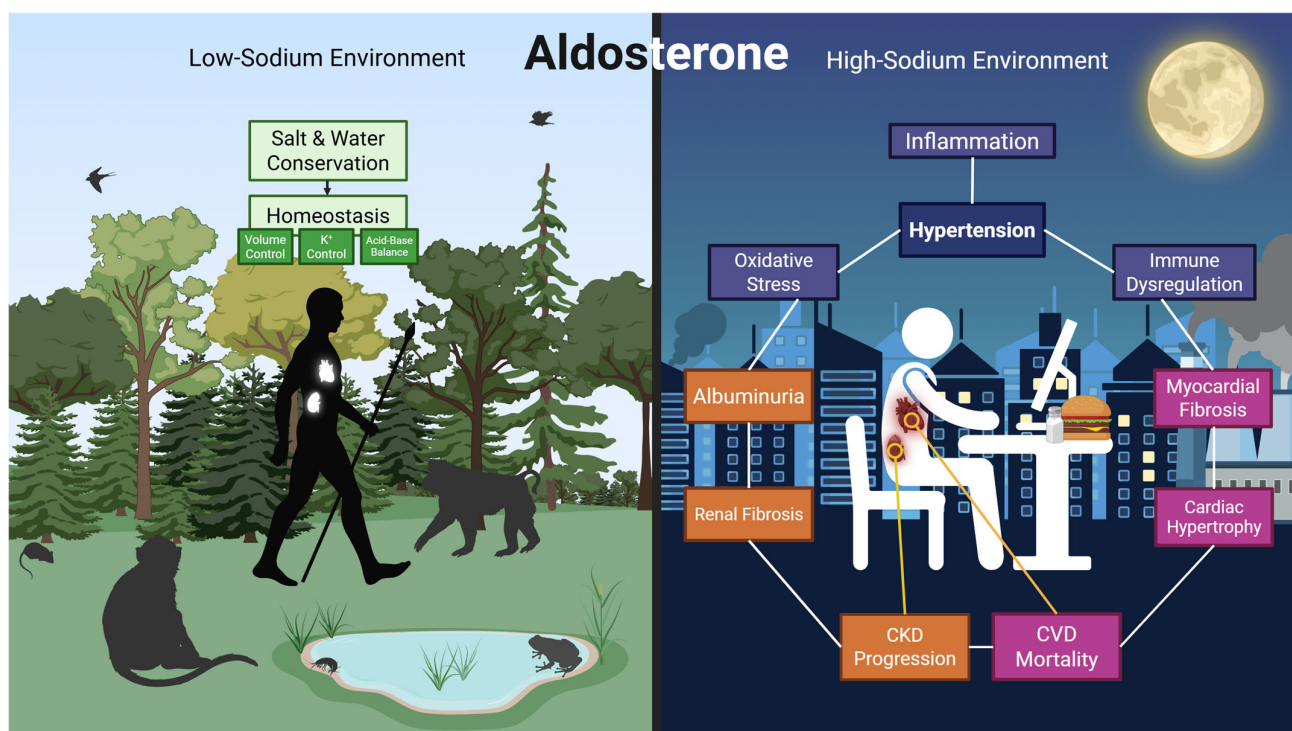 Low-Sodium Environment
Aldosterone
High-Sodium Environment
Salt & Water
Conservation
Homeostasis
Volume
Control
K⁺
Control
Acid-Base
Balance
Inflammation
Hypertension
Oxidative
Stress
Immune
Dysregulation
Albuminuria
Myocardial
Fibrosis
Renal Fibrosis
Cardiac
Hypertrophy
CKD
Progression
CVD
Mortality